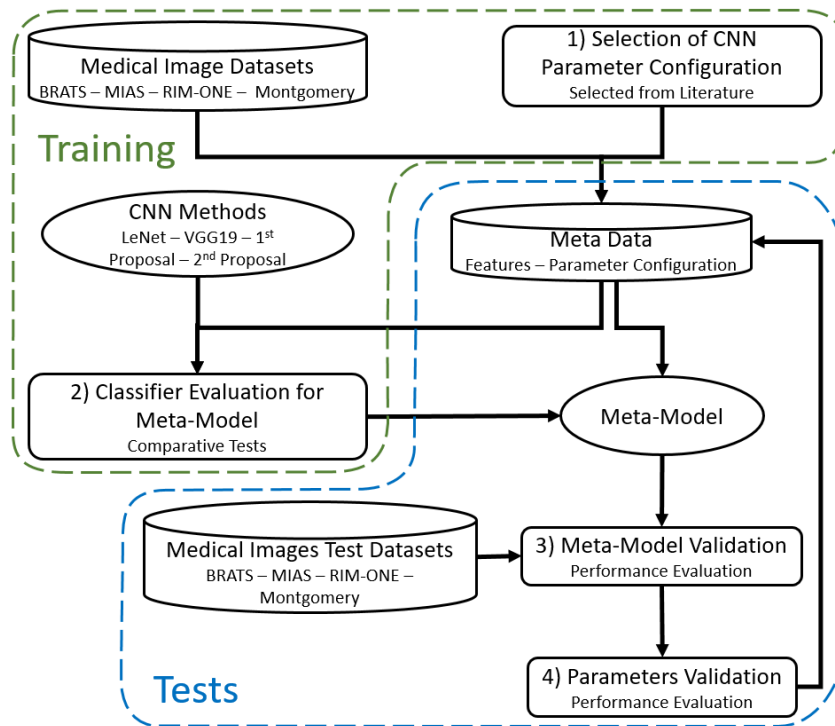 Medical Image Datasets
BRATS – MIAS – RIM-ONE – Montgomery
1) Selection of CNN
Parameter Configuration
Selected from Literature
Training
CNN Methods
LeNet – VGG19 – 1st
Proposal – 2nd Proposal
Meta Data
Features – Parameter Configuration
2) Classifier Evaluation for
Meta-Model
Comparative Tests
Meta-Model
Medical Images Test Datasets
BRATS – MIAS – RIM-ONE –
Montgomery
3) Meta-Model Validation
Performance Evaluation
4) Parameters Validation
Performance Evaluation
Tests